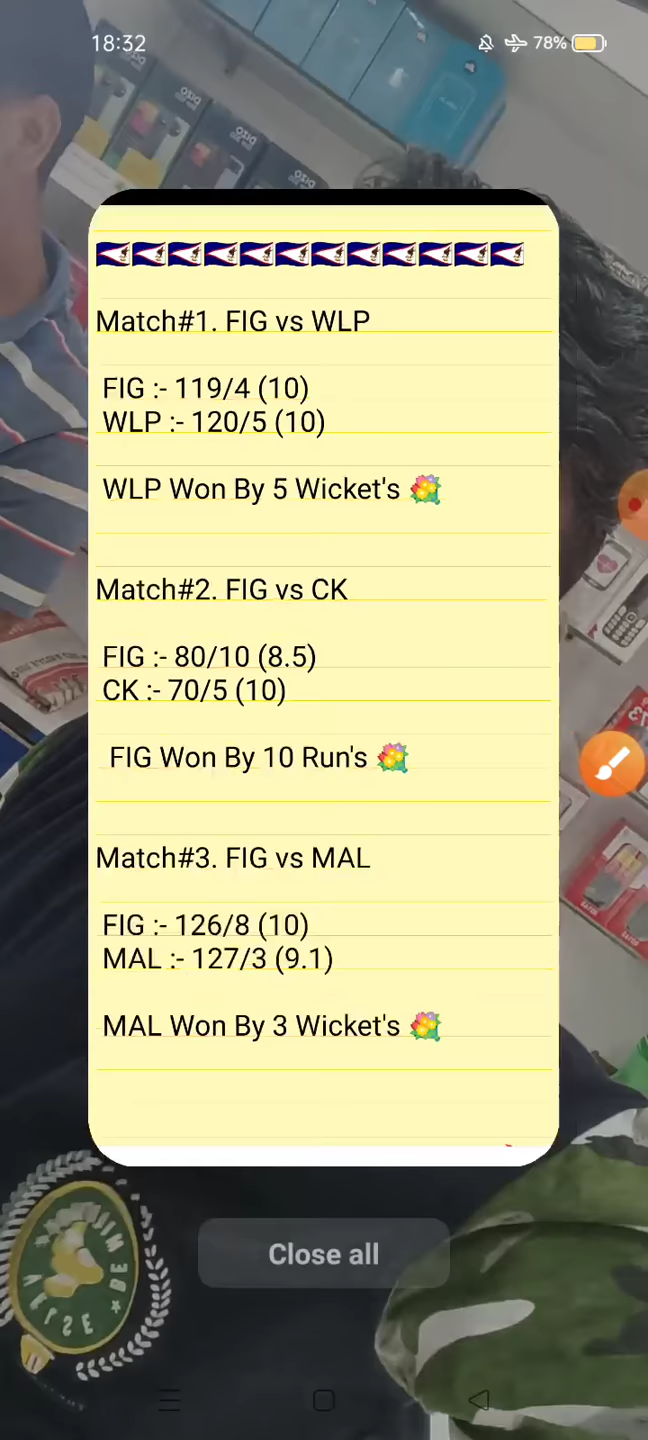 18:32
78%
Match#1. FIG vs WLP
FIG :- 119/4 (10)
WLP :- 120/5 (10)
WLP Won By 5 Wicket's 💐
Match#2. FIG vs CK
FIG :- 80/10 (8.5)
CK :- 70/5 (10)
FIG Won By 10 Run's 💐
Match#3. FIG vs MAL
FIG :- 126/8 (10)
MAL :- 127/3 (9.1)
MAL Won By 3 Wicket's 💐
Close all